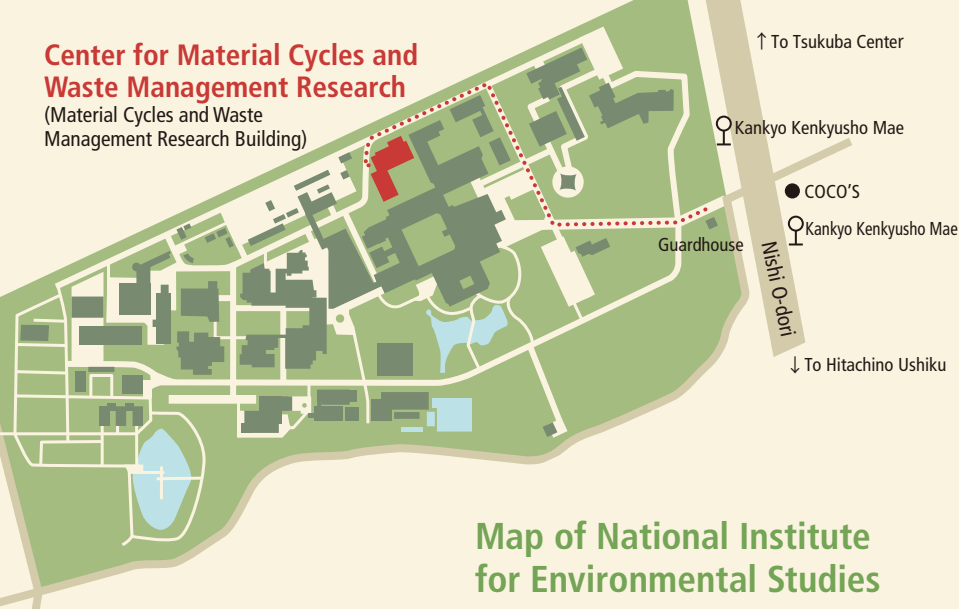 Center for Material Cycles and
Waste Management Research
(Material Cycles and Waste
Management Research Building)
↑ To Tsukuba Center
Kankyo Kenkyusho Mae
COCO'S
Kankyo Kenkyusho Mae
Guardhouse
Nishi O-dori
↓ To Hitachino Ushiku
Map of National Institute
for Environmental Studies